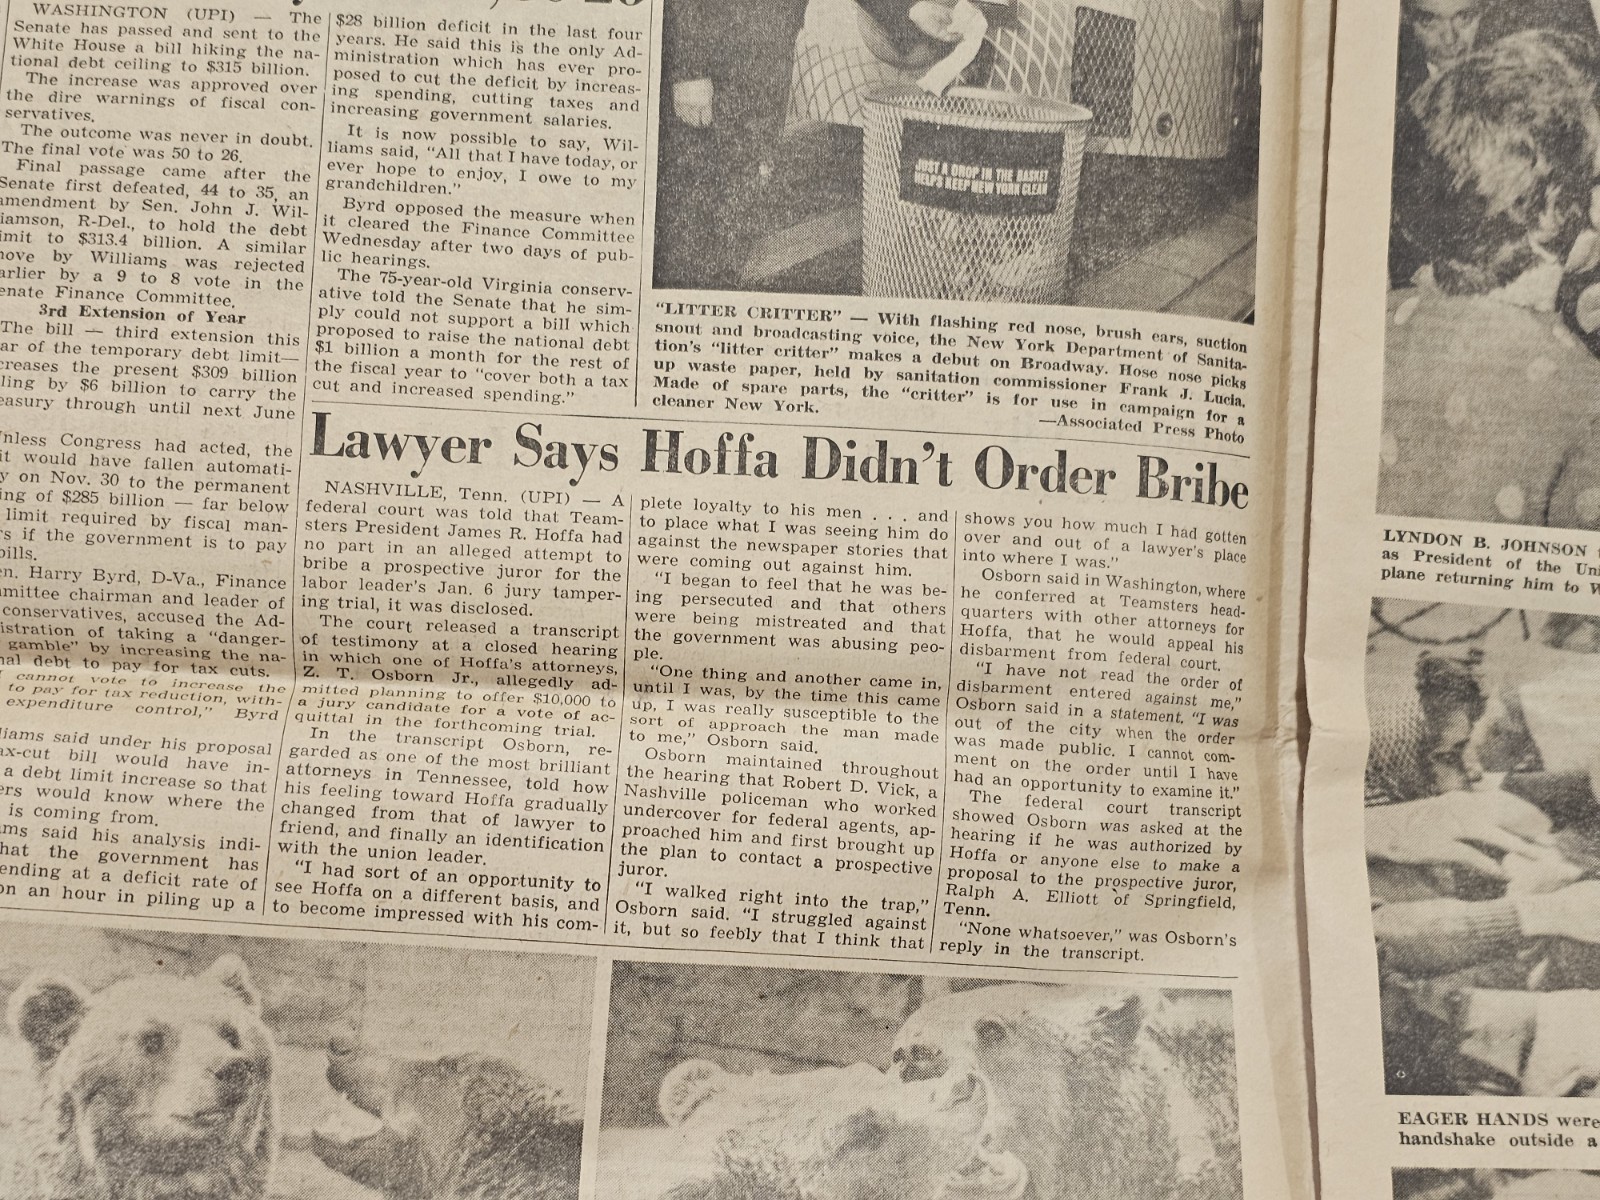 WASHINGTON (UPI) — The
Senate has passed and sent to the
White House a bill hiking the na-
tional debt ceiling to $315 billion.
The increase was approved over
the dire warnings of fiscal con-
servatives.
The outcome was never in doubt.
The final vote was 50 to 26.
Final passage came after the
Senate first defeated, 44 to 35, an
amendment by Sen. John J. Wil-
iamson, R-Del., to hold the debt
imit to $313.4 billion. A similar
ove by Williams was rejected
arlier by a 9 to 8 vote in the
enate Finance Committee.
3rd Extension of Year
The bill — third extension this
ar of the temporary debt limit—
creases the present $309 billion
ling by $6 billion to carry the
easury through until next June
nless Congress had acted, the
it would have fallen automati-
y on Nov. 30 to the permanent
ing of $285 billion — far below
limit required by fiscal man-
rs if the government is to pay
bills.
en. Harry Byrd, D-Va., Finance
mmittee chairman and leader of
conservatives, accused the Ad-
istration of taking a "danger-
gamble" by increasing the na-
nal debt to pay for tax cuts.
I cannot vote to increase the
to pay for tax reduction, with-
expenditure control," Byrd
liams said under his proposal
ax-cut bill would have in-
a debt limit increase so that
ers would know where the
is coming from.
ms said his analysis indi-
hat the government has
ending at a deficit rate of
on an hour in piling up a
$28 billion deficit in the last four
years. He said this is the only Ad-
ministration which has ever pro-
posed to cut the deficit by increas-
ing spending, cutting taxes and
increasing government salaries.
It is now possible to say, Wil-
liams said, "All that I have today, or
ever hope to enjoy, I owe to my
grandchildren."
Byrd opposed the measure when
it cleared the Finance Committee
Wednesday after two days of pub-
lic hearings.
The 75-year-old Virginia conserv-
ative told the Senate that he sim-
ply could not support a bill which
proposed to raise the national debt
$1 billion a month for the rest of
the fiscal year to "cover both a tax
cut and increased spending."
JUST A DROP IN THE BASKET
HELPS KEEP NEW YORK CLEAN
"LITTER CRITTER" — With flashing red nose, brush ears, suction
snout and broadcasting voice, the New York Department of Sanita-
tion's "litter critter" makes a debut on Broadway. Hose nose picks
up waste paper, held by sanitation commissioner Frank J. Lucia.
Made of spare parts, the "critter" is for use in campaign for a
cleaner New York.
—Associated Press Photo
Lawyer Says Hoffa Didn't Order Bribe
NASHVILLE, Tenn. (UPI) — A
federal court was told that Team-
sters President James R. Hoffa had
no part in an alleged attempt to
bribe a prospective juror for the
labor leader's Jan. 6 jury tamper-
ing trial, it was disclosed.
The court released a transcript
of testimony at a closed hearing
in which one of Hoffa's attorneys,
Z. T. Osborn Jr., allegedly ad-
mitted planning to offer $10,000 to
a jury candidate for a vote of ac-
quittal in the forthcoming trial.
In the transcript Osborn, re-
garded as one of the most brilliant
attorneys in Tennessee, told how
his feeling toward Hoffa gradually
changed from that of lawyer to
friend, and finally an identification
with the union leader.
"I had sort of an opportunity to
see Hoffa on a different basis, and
to become impressed with his com-
plete loyalty to his men . . . and
to place what I was seeing him do
against the newspaper stories that
were coming out against him.
"I began to feel that he was be-
ing persecuted and that others
were being mistreated and that
the government was abusing peo-
ple.
"One thing and another came in,
until I was, by the time this came
up, I was really susceptible to the
sort of approach the man made
to me," Osborn said.
Osborn maintained throughout
the hearing that Robert D. Vick, a
Nashville policeman who worked
undercover for federal agents, ap-
proached him and first brought up
the plan to contact a prospective
juror.
"I walked right into the trap,"
Osborn said. "I struggled against
it, but so feebly that I think that
shows you how much I had gotten
over and out of a lawyer's place
into where I was."
Osborn said in Washington, where
he conferred at Teamsters head-
quarters with other attorneys for
Hoffa, that he would appeal his
disbarment from federal court.
"I have not read the order of
disbarment entered against me,"
Osborn said in a statement. "I was
out of the city when the order
was made public. I cannot com-
ment on the order until I have
had an opportunity to examine it."
The federal court transcript
showed Osborn was asked at the
hearing if he was authorized by
Hoffa or anyone else to make a
proposal to the prospective juror,
Ralph A. Elliott of Springfield,
Tenn.
"None whatsoever," was Osborn's
reply in the transcript.
LYNDON B. JOHNSON
as President of the Uni
plane returning him to W
EAGER HANDS were
handshake outside a